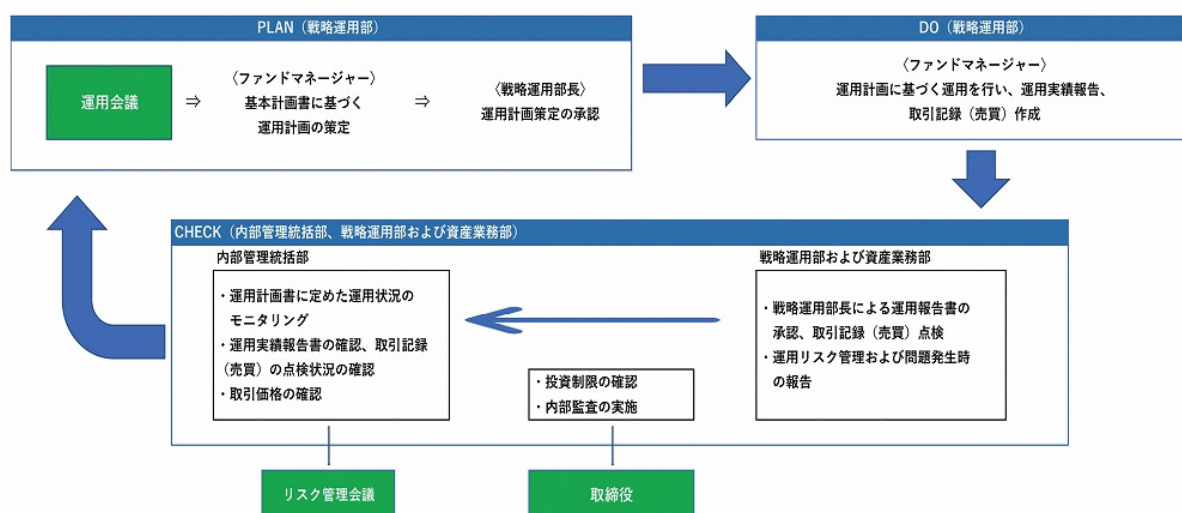 PLAN（戦略運用部）
運用会議
⇒
〈ファンドマネージャー〉
基本計画書に基づく
運用計画の策定
⇒
〈戦略運用部長〉
運用計画策定の承認
DO（戦略運用部）
〈ファンドマネージャー〉
運用計画に基づく運用を行い、運用実績報告、
取引記録（売買）作成
CHECK（内部管理統括部、戦略運用部および資産業務部）
内部管理統括部
・運用計画書に定めた運用状況の
モニタリング
・運用実績報告書の確認、取引記録
（売買）の点検状況の確認
・取引価格の確認
・投資制限の確認
・内部監査の実施
戦略運用部および資産業務部
・戦略運用部長による運用報告書の
承認、取引記録（売買）点検
・運用リスク管理および問題発生時
の報告
リスク管理会議
取締役